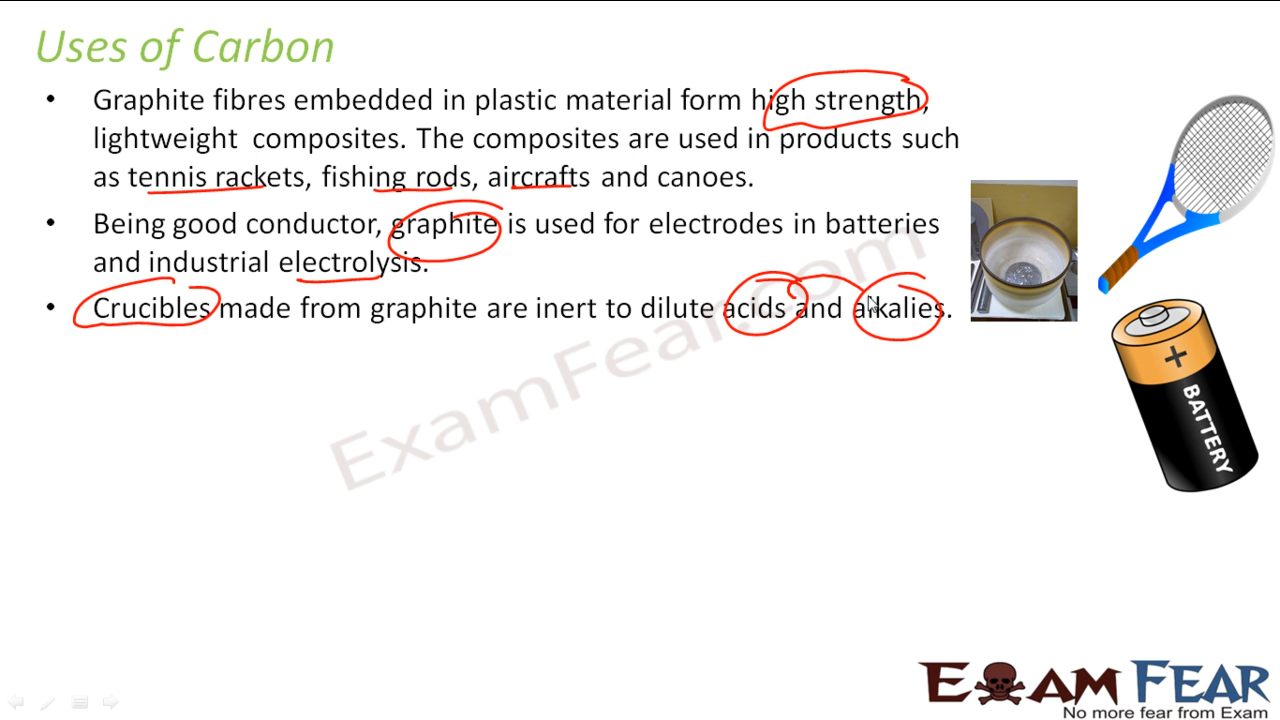 Uses of Carbon
• Graphite fibres embedded in plastic material form high strength,
lightweight composites. The composites are used in products such
as tennis rackets, fishing rods, aircrafts and canoes.
• Being good conductor, graphite is used for electrodes in batteries
and industrial electrolysis.
• Crucibles made from graphite are inert to dilute acids and alkalies.
+
BATTERY
ExamFear.com
EXAM FEAR
No more fear from Exam